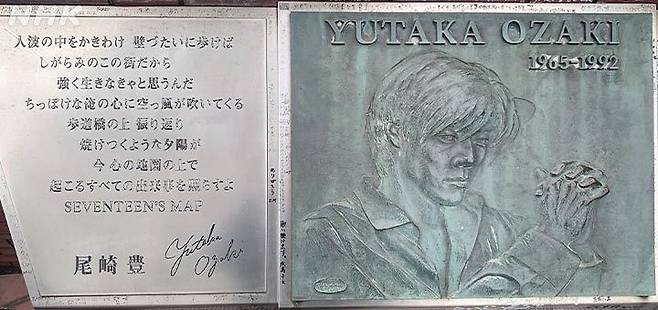 NHK
人波の中をかきわけ 壁づたいに歩けば
しがらみのこの街だから
強く生きなきゃと思うんだ
ちっぽけな俺の心に空っ風が吹いてくる
歩道橋の上 振り返り
焼けつくような夕陽が
今 心の地図の上で
起こるすべての出来事を照らすよ
SEVENTEEN'S MAP
尾崎 豊
Yutaka
Ozaki
YUTAKA OZAKI
1965-1992